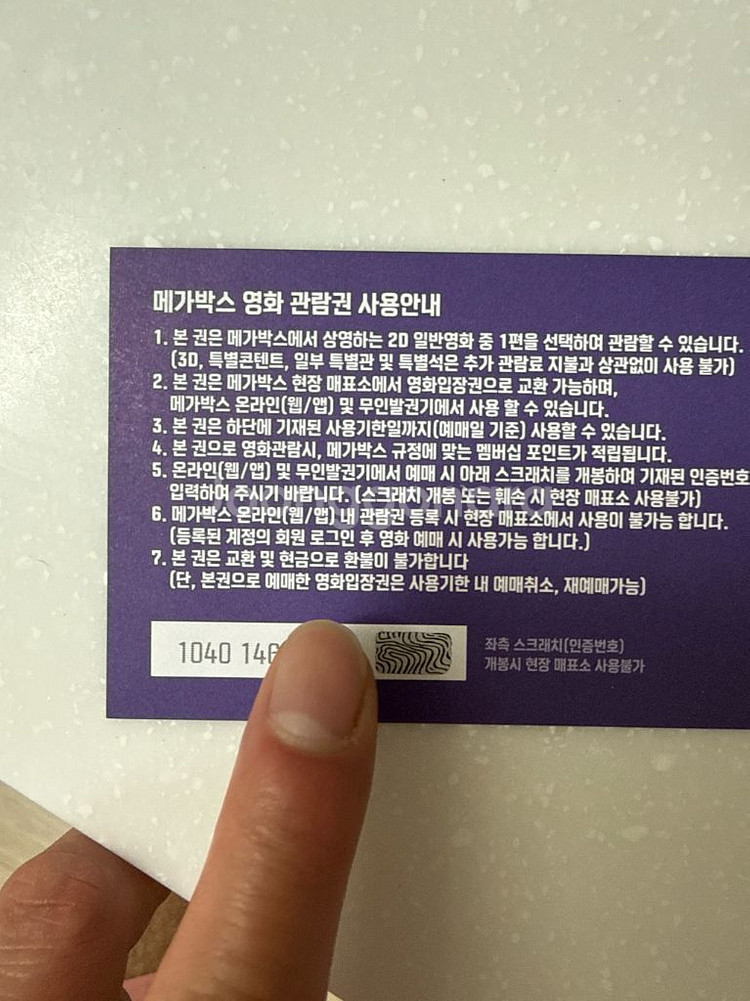 메가박스 영화 관람권 사용안내
1. 본 권은 메가박스에서 상영하는 2D 일반영화 중 1편을 선택하여 관람할 수 있습니다.
(3D, 특별콘텐트, 일부 특별관 및 특별석은 추가 관람료 지불과 상관없이 사용 불가)
2. 본 권은 메가박스 현장 매표소에서 영화입장권으로 교환 가능하며,
메가박스 온라인(웹/앱) 및 무인발권기에서 사용 할 수 있습니다.
3. 본 권은 하단에 기재된 사용기한일까지(예매일 기준) 사용할 수 있습니다.
4. 본 권으로 영화관람시, 메가박스 규정에 맞는 멤버십 포인트가 적립됩니다.
5. 온라인(웹/앱) 및 무인발권기에서 예매 시 아래 스크래치를 개봉하여 기재된 인증번호
입력하여 주시기 바랍니다. (스크래치 개봉 또는 훼손 시 현장 매표소 사용불가)
6. 메가박스 온라인(웹/앱)내 관람권 등록 시 현장 매표소에서 사용이 불가능 합니다.
(등록된 계정의 회원 로그인 후 영화 예매 시 사용가능 합니다.)
7. 본 권은 교환 및 현금으로 환불이 불가합니다
(단, 본권으로 예매한 영화입장권은 사용기한 내 예매취소, 재예매가능)
1040 146
좌측 스크래치(인증번호)
개봉시 현장 매표소 사용불가